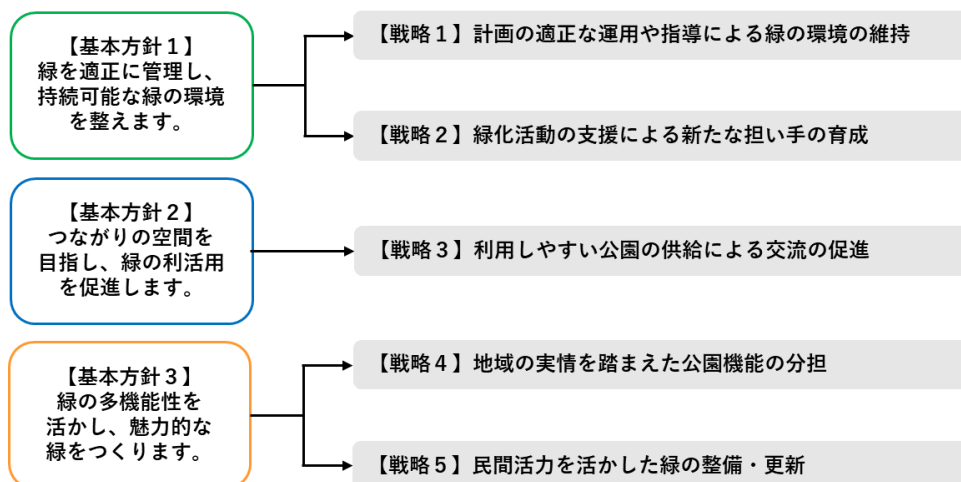 【基本方針１】
緑を適正に管理し、
持続可能な緑の環境
を整えます。
【戦略１】計画の適正な運用や指導による緑の環境の維持
【戦略２】緑化活動の支援による新たな担い手の育成
【基本方針２】
つながりの空間を
目指し、緑の利活用
を促進します。
【戦略３】利用しやすい公園の供給による交流の促進
【基本方針３】
緑の多機能性を
活かし、魅力的な
緑をつくります。
【戦略４】地域の実情を踏まえた公園機能の分担
【戦略５】民間活力を活かした緑の整備・更新